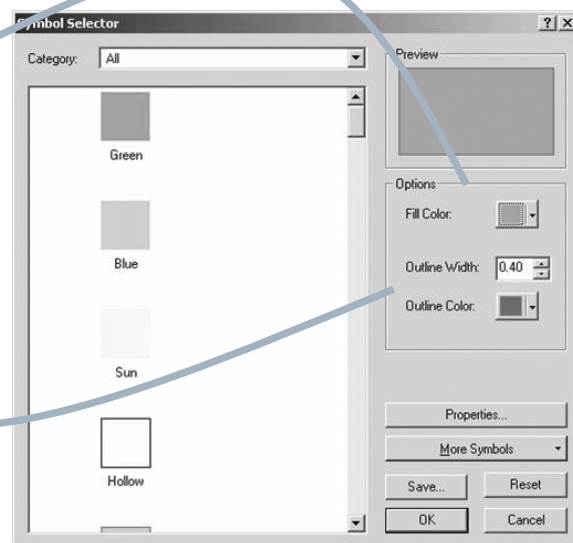 Symbol Selector
Category: All
Green
Blue
Sun
Hollow
Preview
Options
Fill Color:
Outline Width: 0.40
Outline Color:
Properties...
More Symbols
Save... Reset
OK Cancel